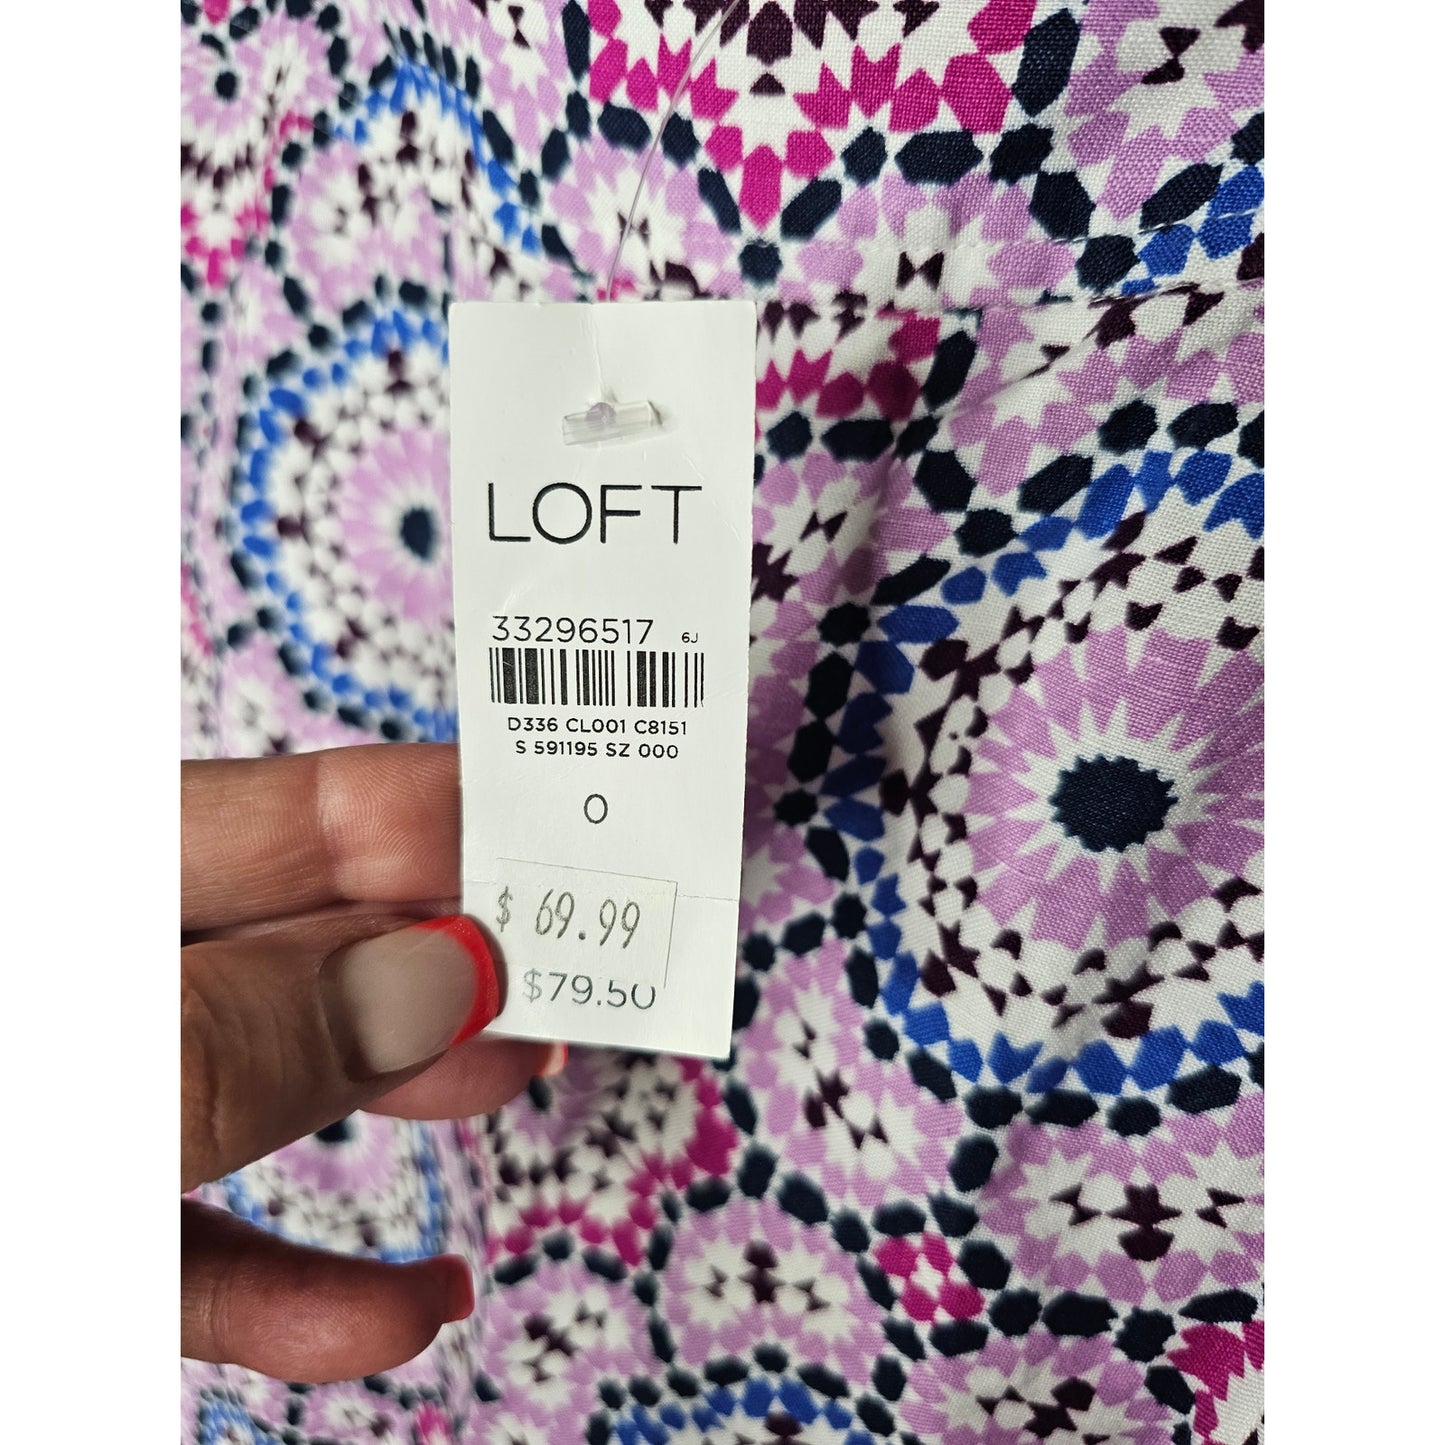 LOFT
33296517 6J
D336 CL001 C8151
S 591195 SZ 000
0
$ 69.99
$79.50